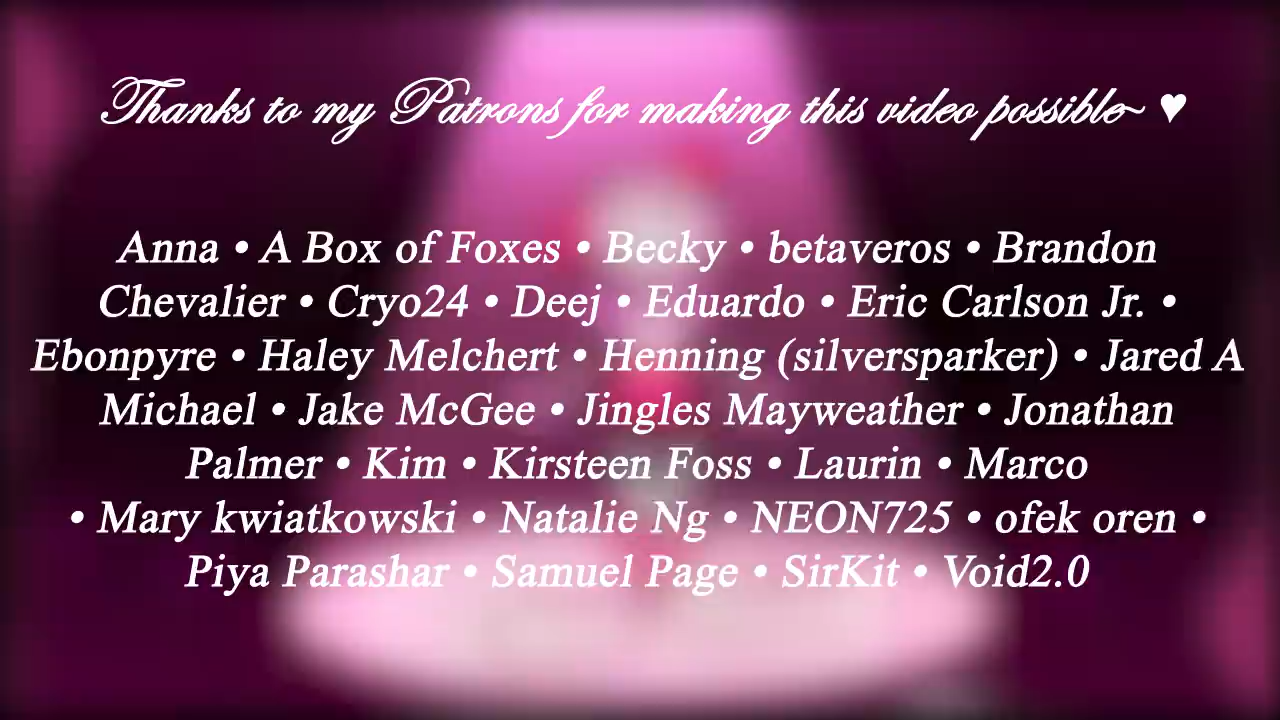 Thanks to my Patrons for making this video possible~ ♥
Anna • A Box of Foxes • Becky • betaveros • Brandon
Chevalier • Cryo24 • Deej • Eduardo • Eric Carlson Jr. •
Ebonpyre • Haley Melchert • Henning (silversparker) • Jared A
Michael • Jake McGee • Jingles Mayweather • Jonathan
Palmer • Kim • Kirsteen Foss • Laurin • Marco
• Mary kwiatkowski • Natalie Ng • NEON725 • ofek oren •
Piya Parashar • Samuel Page • SirKit • Void2.0